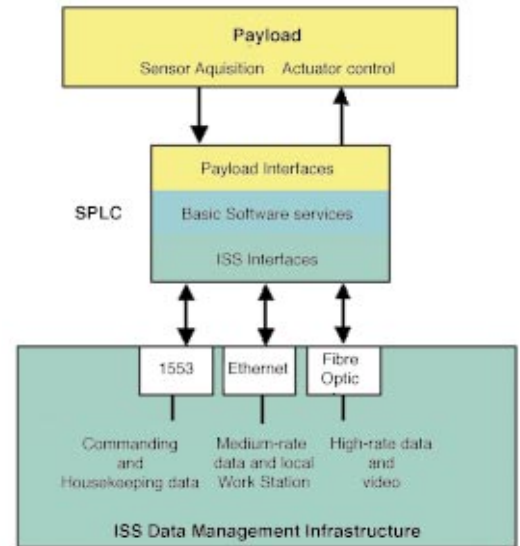 Payload
Sensor Aquisition Actuator control
Payload Interfaces
SPLC
Basic Software services
ISS Interfaces
1553
Ethernet
Fibre
Optic
Commanding
and
Housekeeping data
Medium-rate
data and local
Work Station
High-rate data
and
video
ISS Data Management Infrastructure